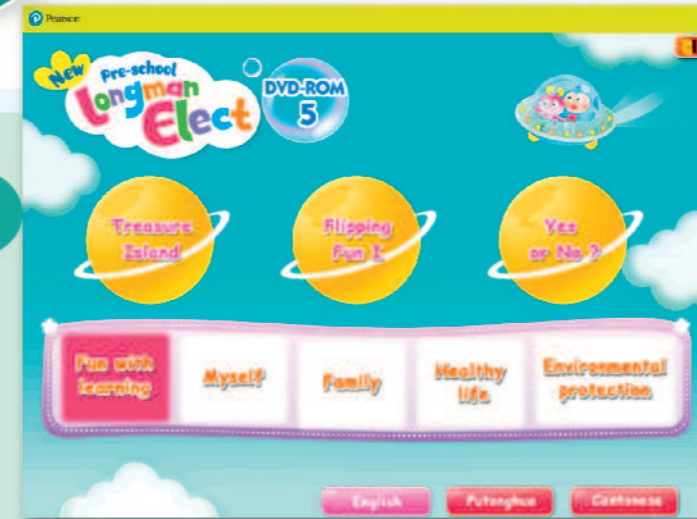 Pearson
New
Pre-school
Longman
Elect
DVD-ROM
5
Treasure
Island
Flipping
Fun I
Yes
or No ?
Fun with
learning
Myself
Family
Healthy
life
Environmental
protection
English
Putonghua
Cantonese